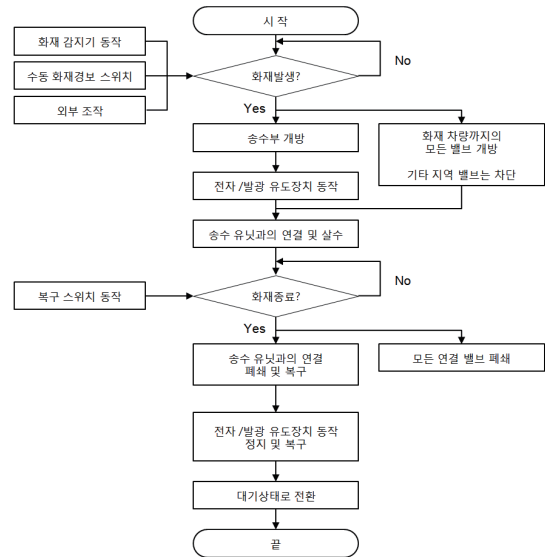 시 작
화재 감지기 동작
수동 화재경보 스위치
외부 조작
화재발생?
No
Yes
송수부 개방
화재 차량까지의
모든 밸브 개방
기타 지역 밸브는 차단
전자 /발광 유도장치 동작
송수 유닛과의 연결 및 살수
No
복구 스위치 동작
화재종료?
Yes
송수 유닛과의 연결
폐쇄 및 복구
모든 연결 밸브 폐쇄
전자 /발광 유도장치 동작
정지 및 복구
대기상태로 전환
끝